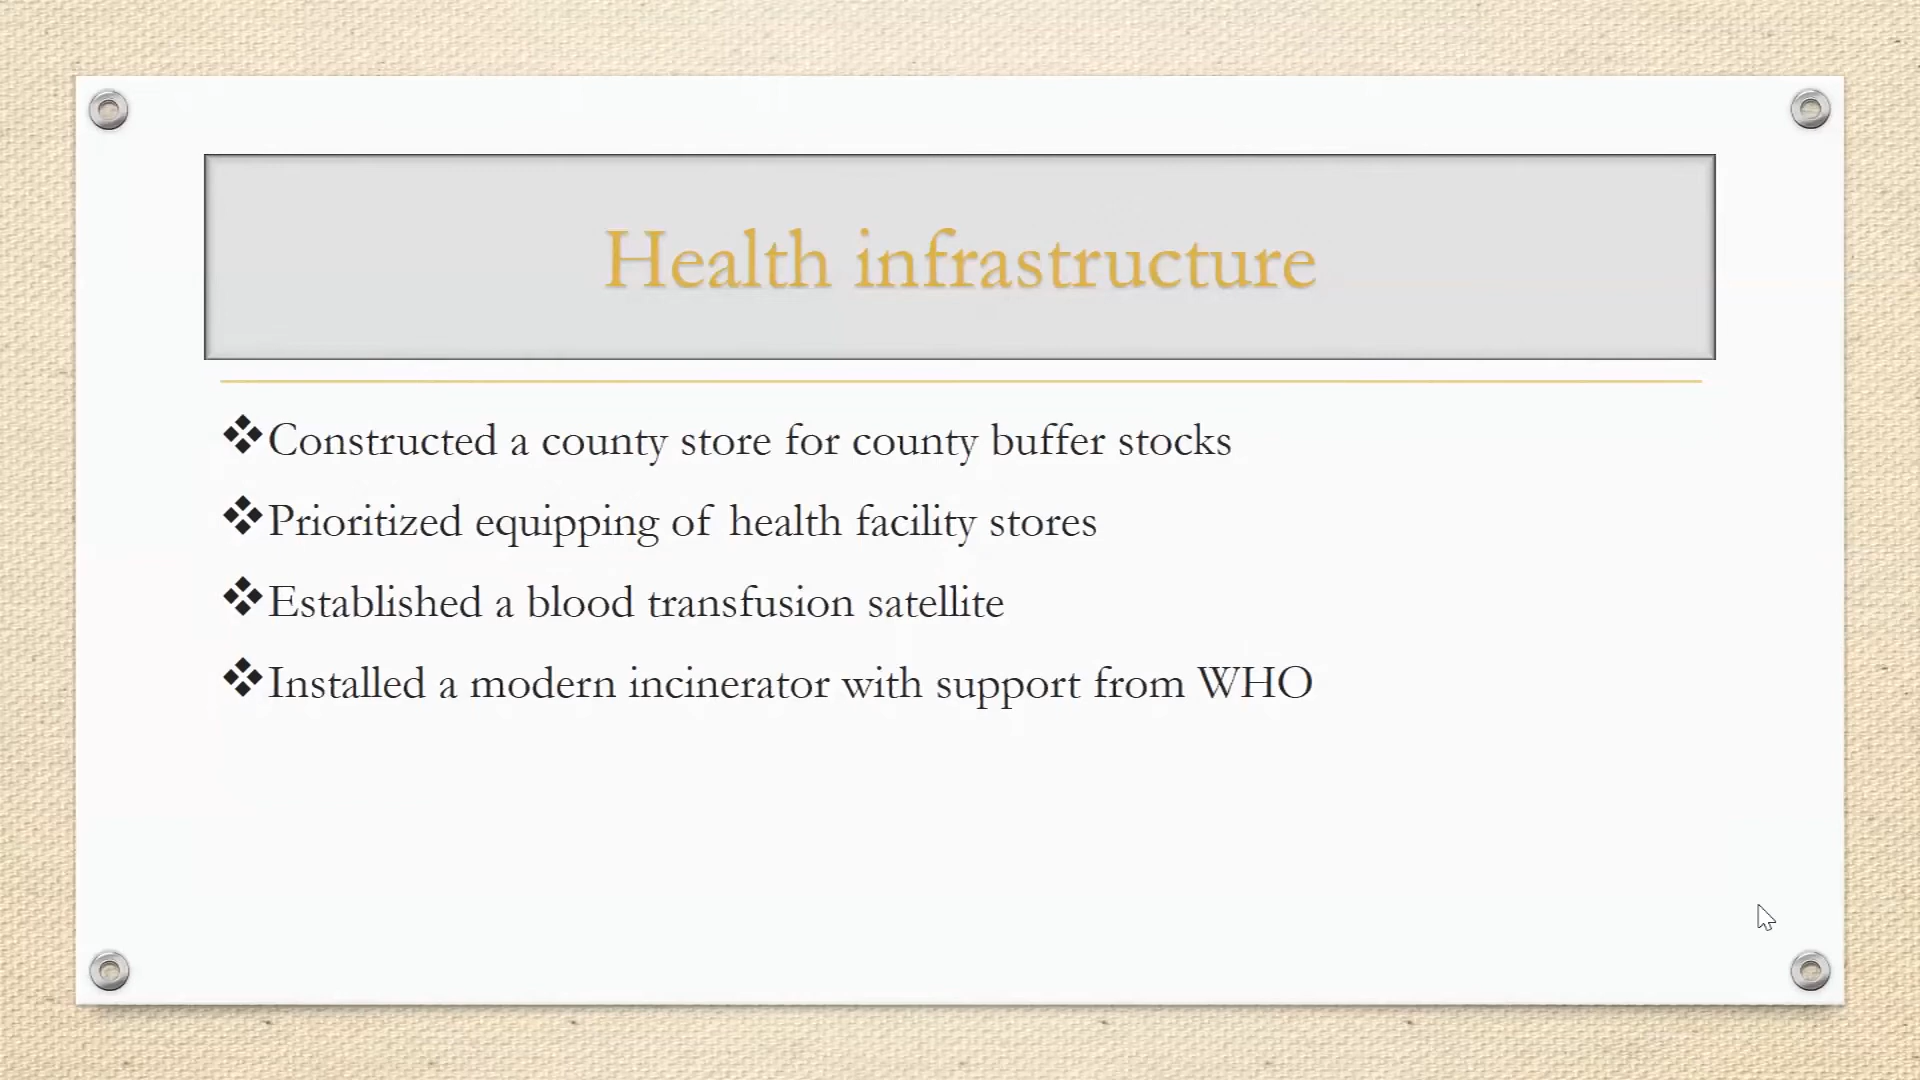 Health infrastructure
Constructed a county store for county buffer stocks
Prioritized equipping of health facility stores
Established a blood transfusion satellite
Installed a modern incinerator with support from WHO